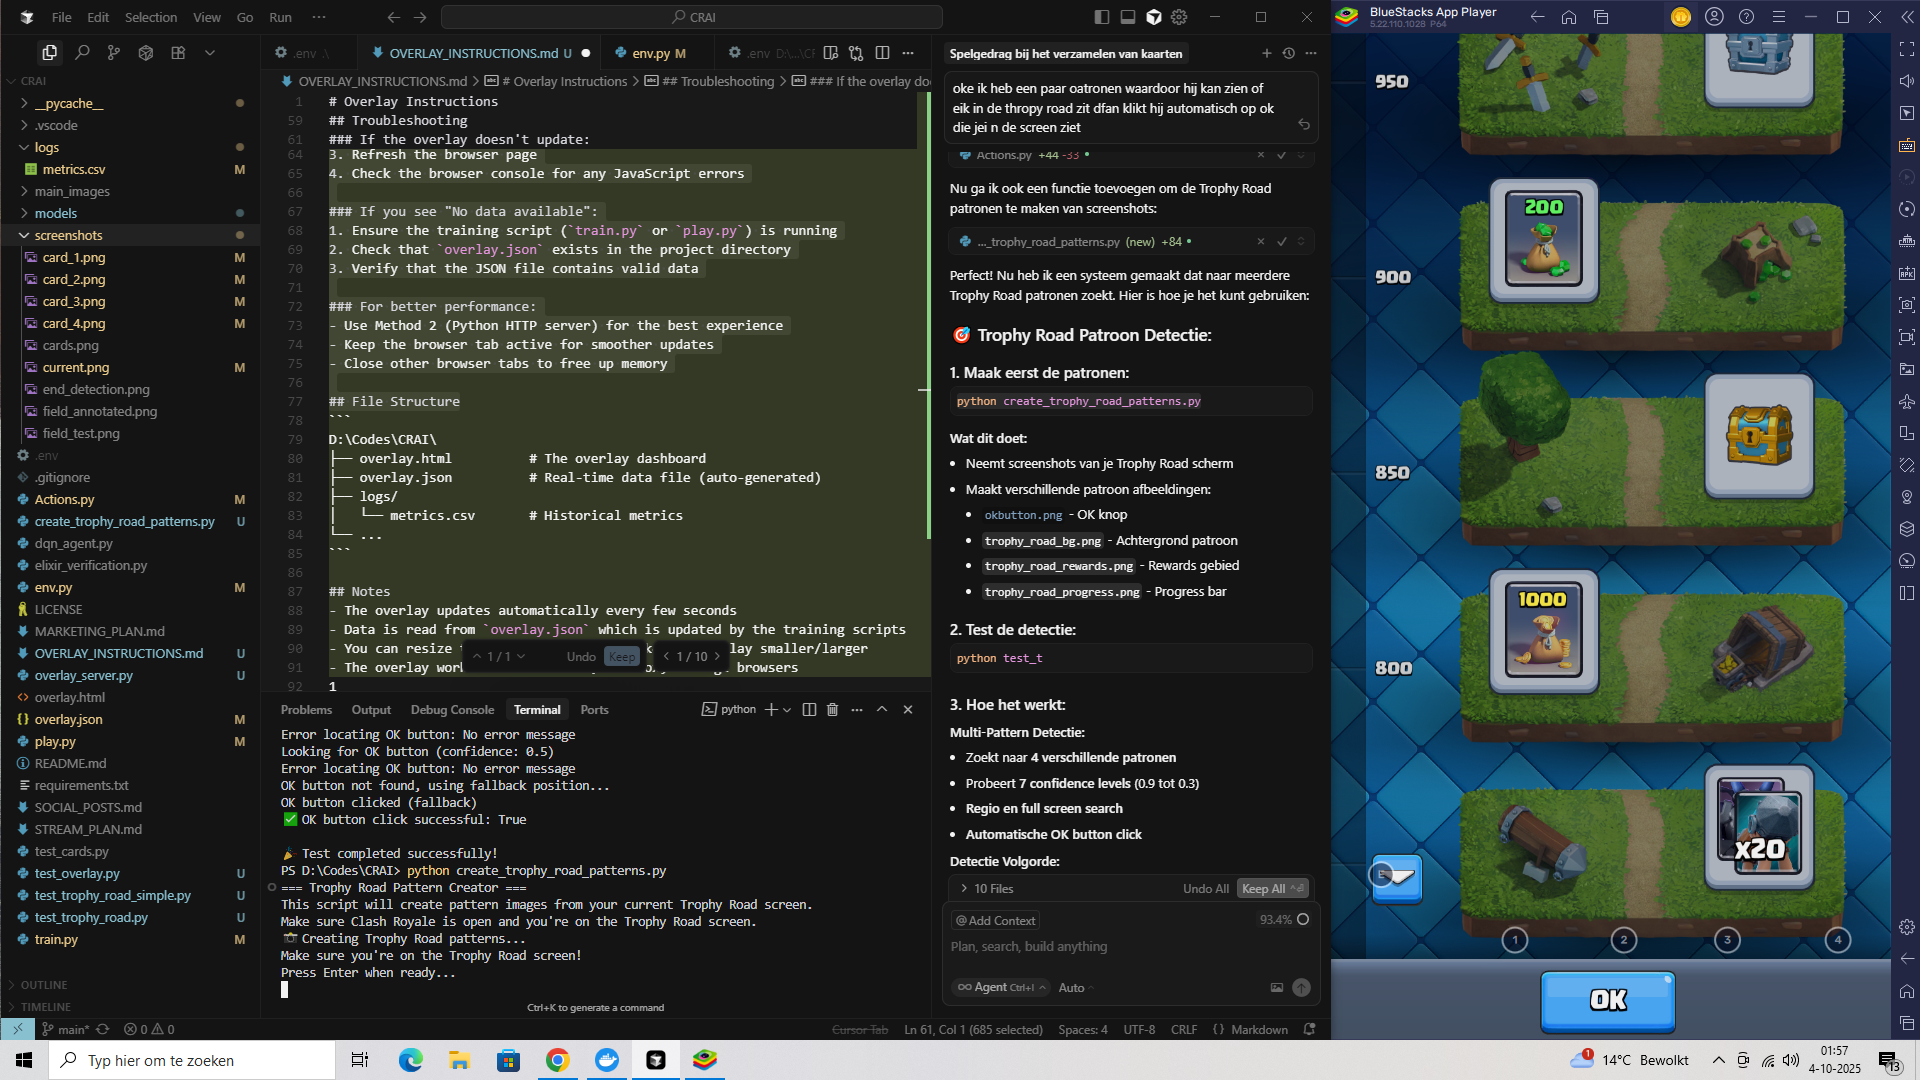 File Edit Selection View Go Run ···
CRAI
CRAI
__pycache__
.vscode
logs
metrics.csv M
main_images
models
screenshots
card_1.png M
card_2.png M
card_3.png M
card_4.png M
cards.png
current.png M
end_detection.png
field_annotated.png
field_test.png
.env
.gitignore
Actions.py M
create_trophy_road_patterns.py U
dqn_agent.py
elixir_verification.py
env.py M
LICENSE
MARKETING_PLAN.md
OVERLAY_INSTRUCTIONS.md U
overlay_server.py U
overlay.html
overlay.json M
play.py M
README.md
requirements.txt
SOCIAL_POSTS.md
STREAM_PLAN.md
test_cards.py
test_overlay.py U
test_trophy_road_simple.py U
test_trophy_road.py U
train.py M
OUTLINE
TIMELINE
.env .\ OVERLAY_INSTRUCTIONS.md U env.py M .env D:\...\CF
OVERLAY_INSTRUCTIONS.md > # Overlay Instructions > ## Troubleshooting > ### If the overlay doe
1 # Overlay Instructions
59 ## Troubleshooting
61 ### If the overlay doesn't update:
64 3. Refresh the browser page
65 4. Check the browser console for any JavaScript errors
66
67 ### If you see "No data available":
68 1. Ensure the training script (`train.py` or `play.py`) is running
69 2. Check that `overlay.json` exists in the project directory
70 3. Verify that the JSON file contains valid data
71
72 ### For better performance:
73 - Use Method 2 (Python HTTP server) for the best experience
74 - Keep the browser tab active for smoother updates
75 - Close other browser tabs to free up memory
76
77 ## File Structure
78 ```
79 D:\Codes\CRAI\
80 ├── overlay.html # The overlay dashboard
81 ├── overlay.json # Real-time data file (auto-generated)
82 ├── logs/
83 │ └── metrics.csv # Historical metrics
84 └── ...
85 ```
86
87 ## Notes
88 - The overlay updates automatically every few seconds
89 - Data is read from `overlay.json` which is updated by the training scripts
90 - You can resize lay smaller/larger
91 - The overlay wor browsers
92 1
1 / 1 Undo Keep 1 / 10
Problems Output Debug Console Terminal Ports python
Error locating OK button: No error message
Looking for OK button (confidence: 0.5)
Error locating OK button: No error message
OK button not found, using fallback position...
OK button clicked (fallback)
✅ OK button click successful: True
🎉 Test completed successfully!
PS D:\Codes\CRAI> python create_trophy_road_patterns.py
=== Trophy Road Pattern Creator ===
This script will create pattern images from your current Trophy Road screen.
Make sure Clash Royale is open and you're on the Trophy Road screen.
Creating Trophy Road patterns...
Make sure you're on the Trophy Road screen!
Press Enter when ready...
Ctrl+K to generate a command
Spelgedrag bij het verzamelen van kaarten
oke ik heb een paar oatronen waardoor hij kan zien of
eik in de thropy road zit dfan klikt hij automatisch op ok
die jei n de screen ziet
Actions.py +44 -33
Nu ga ik ook een functie toevoegen om de Trophy Road
patronen te maken van screenshots:
..._trophy_road_patterns.py (new) +84
Perfect! Nu heb ik een systeem gemaakt dat naar meerdere
Trophy Road patronen zoekt. Hier is hoe je het kunt gebruiken:
🎯 Trophy Road Patroon Detectie:
1. Maak eerst de patronen:
python create_trophy_road_patterns.py
Wat dit doet:
• Neemt screenshots van je Trophy Road scherm
• Maakt verschillende patroon afbeeldingen:
• okbutton.png - OK knop
• trophy_road_bg.png - Achtergrond patroon
• trophy_road_rewards.png - Rewards gebied
• trophy_road_progress.png - Progress bar
2. Test de detectie:
python test_t
3. Hoe het werkt:
Multi-Pattern Detectie:
• Zoekt naar 4 verschillende patronen
• Probeert 7 confidence levels (0.9 tot 0.3)
• Regio en full screen search
• Automatische OK button click
Detectie Volgorde:
10 Files Undo All Keep All
@ Add Context 93.4%
Plan, search, build anything
Agent Ctrl+I Auto
main* 0 0 Cursor Tab Ln 61, Col 1 (685 selected) Spaces: 4 UTF-8 CRLF {} Markdown
BlueStacks App Player
5.22.110.1028 P64
950
200
900
850
1000
800
x20
E
1 2 3 4
OK
Typ hier om te zoeken
1
14°C Bewolkt
01:57
4-10-2025
13